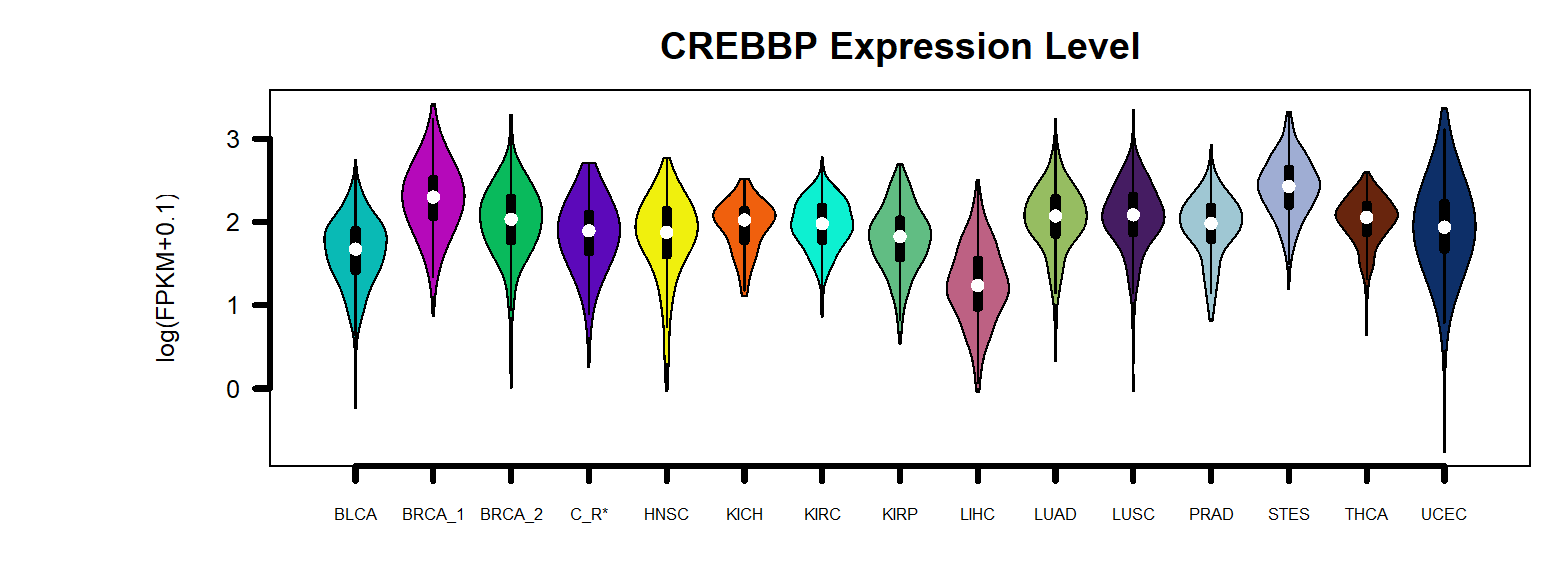 CREBBP Expression Level
log(FPKM+0.1)
3
2
1
0
BLCA BRCA_1 BRCA_2 C_R* HNSC KICH KIRC KIRP LIHC LUAD LUSC PRAD STES THCA UCEC